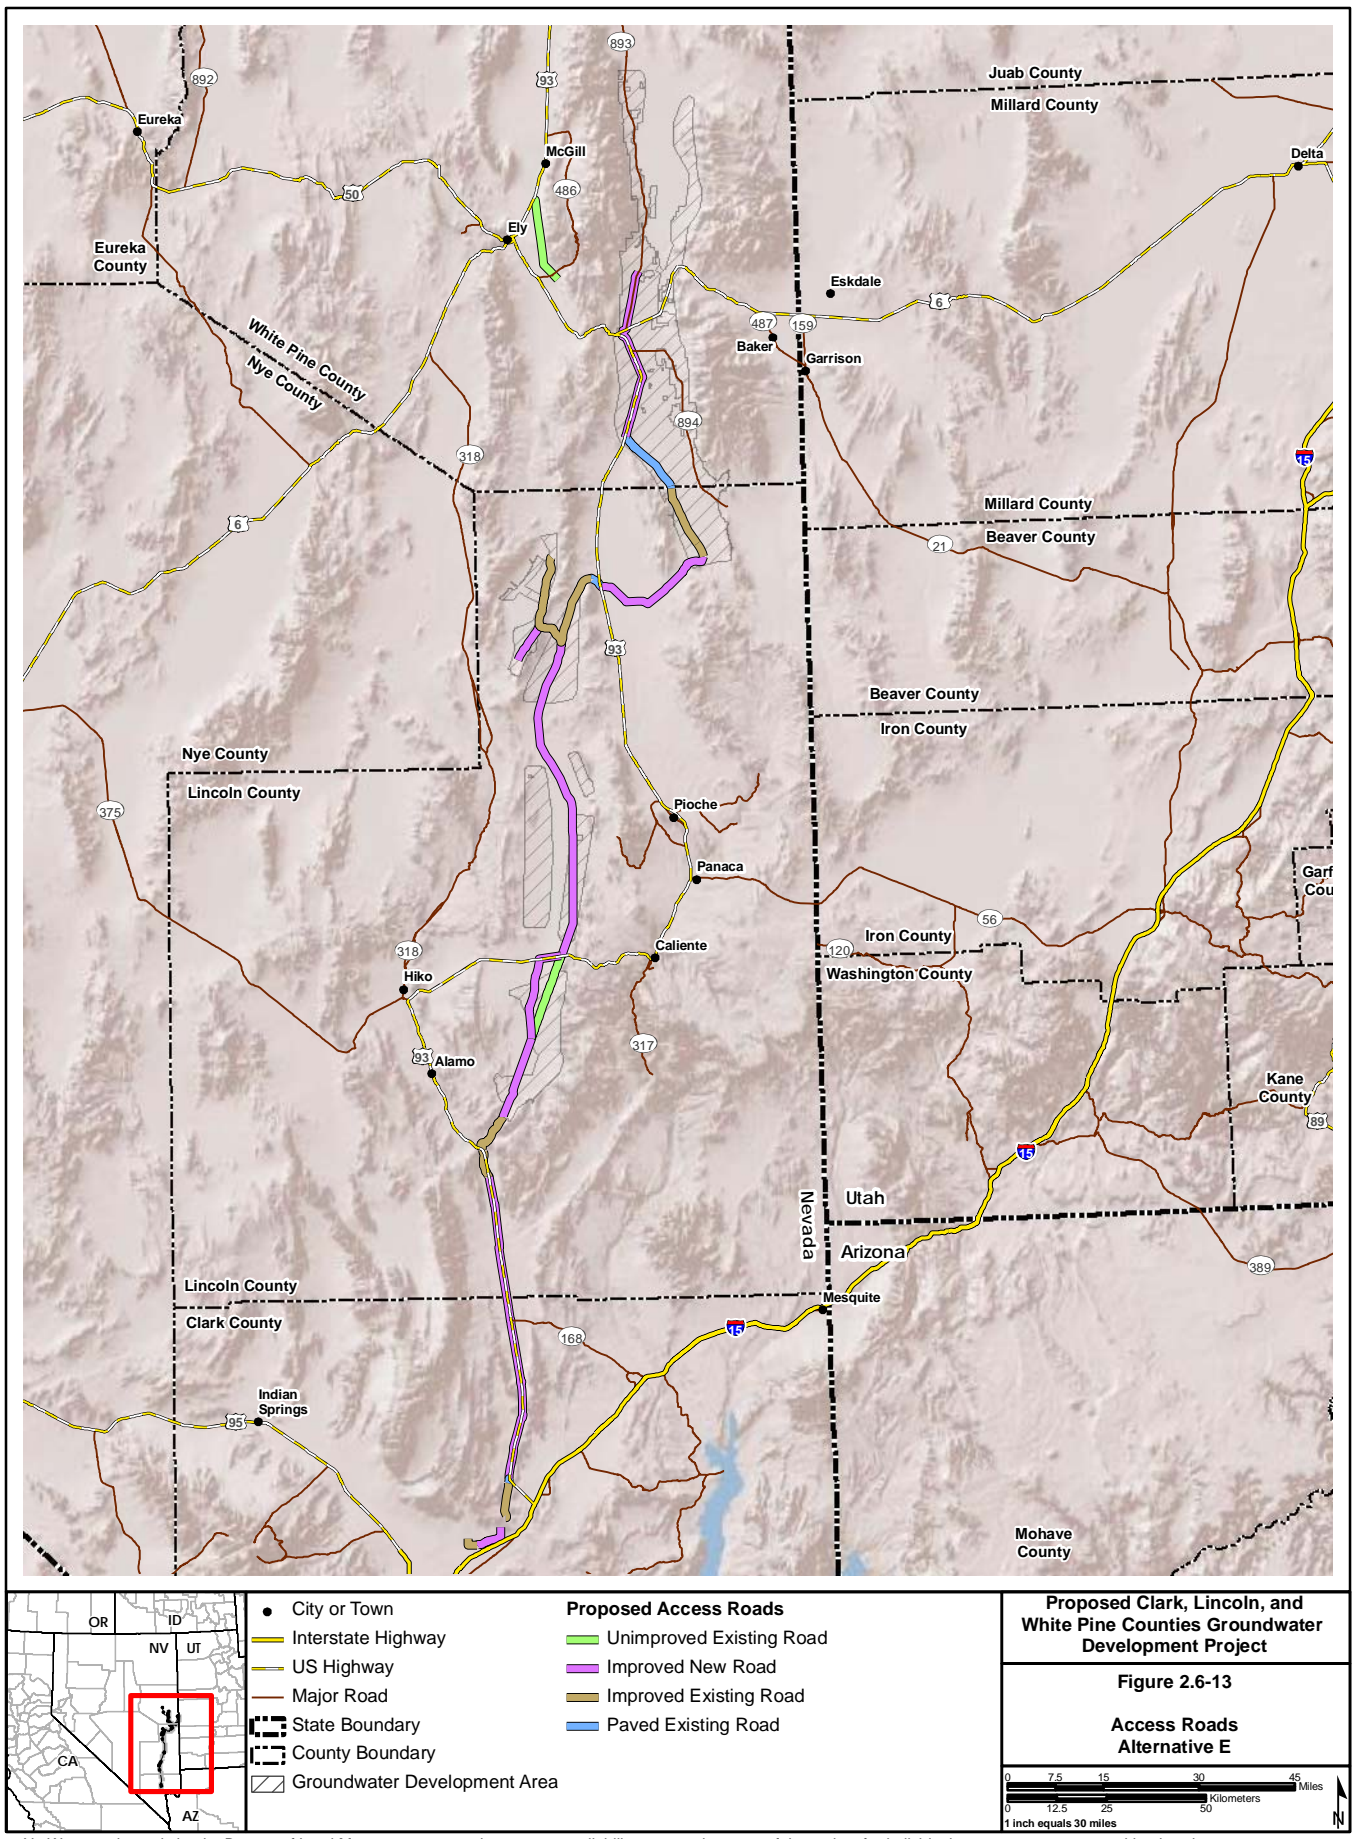 893
892
93
Juab County
Millard County
Eureka
McGill
Delta
486
50
Ely
Eureka
County
Eskdale
6
487
159
Baker
Garrison
White Pine County
Nye County
894
318
15
6
Millard County
Beaver County
21
93
Beaver County
Iron County
Nye County
Lincoln County
375
Pioche
Panaca
Garf
Cou
56
318
Iron County
120
Caliente
Washington County
Hiko
317
93
Alamo
Kane
County
89
15
Nevada
Utah
Arizona
389
Lincoln County
Clark County
Mesquite
15
168
Indian
Springs
95
Mohave
County
OR
ID
NV
UT
CA
AZ
City or Town
Interstate Highway
US Highway
Major Road
State Boundary
County Boundary
Groundwater Development Area
Proposed Access Roads
Unimproved Existing Road
Improved New Road
Improved Existing Road
Paved Existing Road
Proposed Clark, Lincoln, and
White Pine Counties Groundwater
Development Project
Figure 2.6-13
Access Roads
Alternative E
0 7.5 15 30 45
Miles
Kilometers
0 12.5 25 50
1 inch equals 30 miles
N